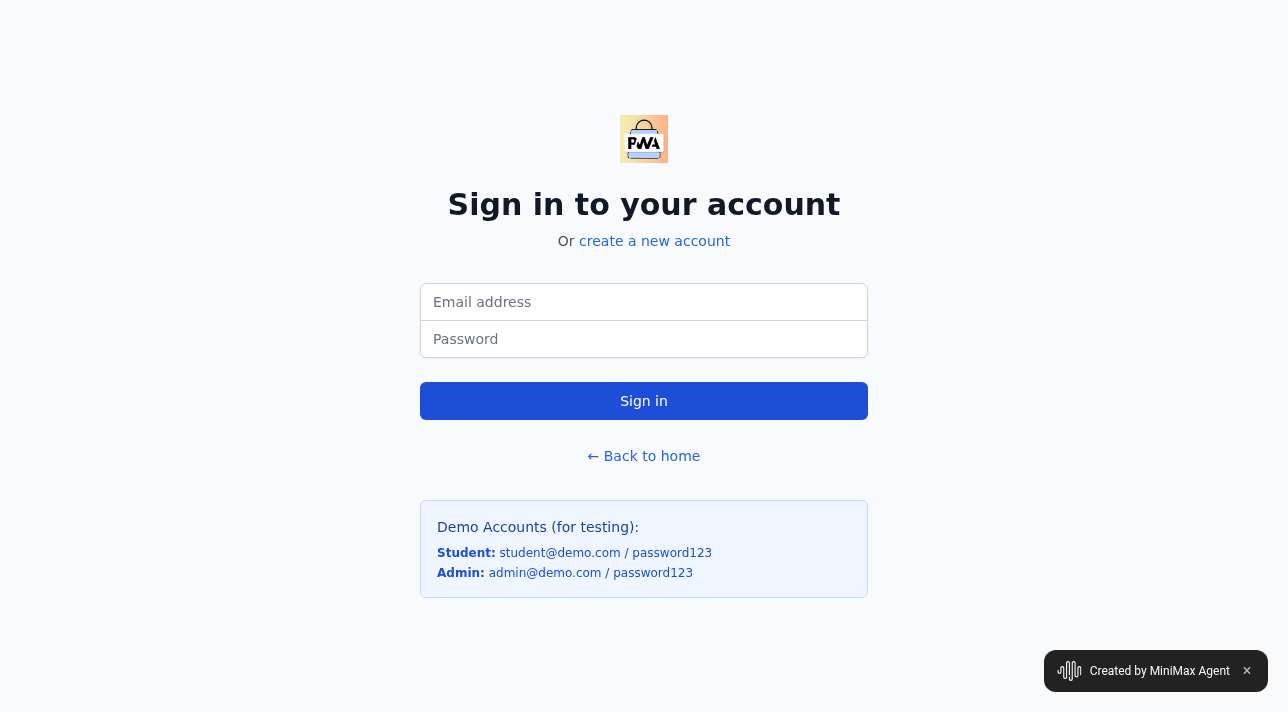 PWA
Sign in to your account
Or create a new account
Email address
Password
Sign in
← Back to home
Demo Accounts (for testing):
Student: student@demo.com / password123
Admin: admin@demo.com / password123
Created by MiniMax Agent ×